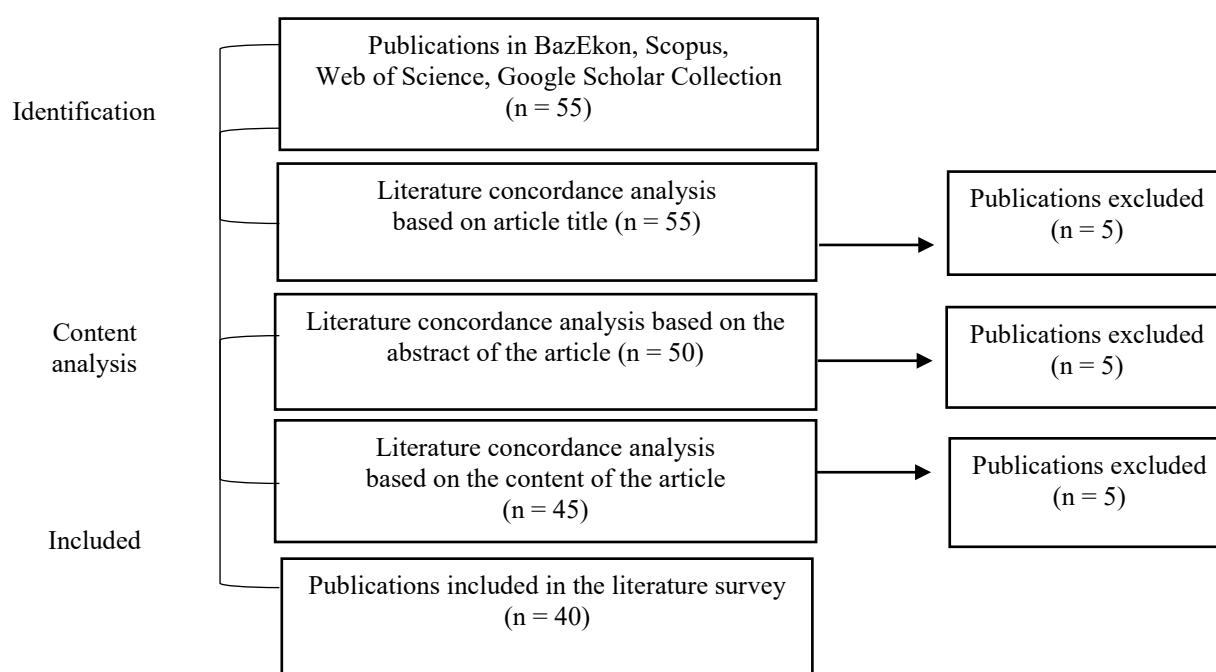 Identification
Publications in BazEkon, Scopus,
Web of Science, Google Scholar Collection
(n = 55)
Literature concordance analysis
based on article title (n = 55)
Publications excluded
(n = 5)
Content
analysis
Literature concordance analysis based on the
abstract of the article (n = 50)
Publications excluded
(n = 5)
Literature concordance analysis
based on the content of the article
(n = 45)
Publications excluded
(n = 5)
Included
Publications included in the literature survey
(n = 40)